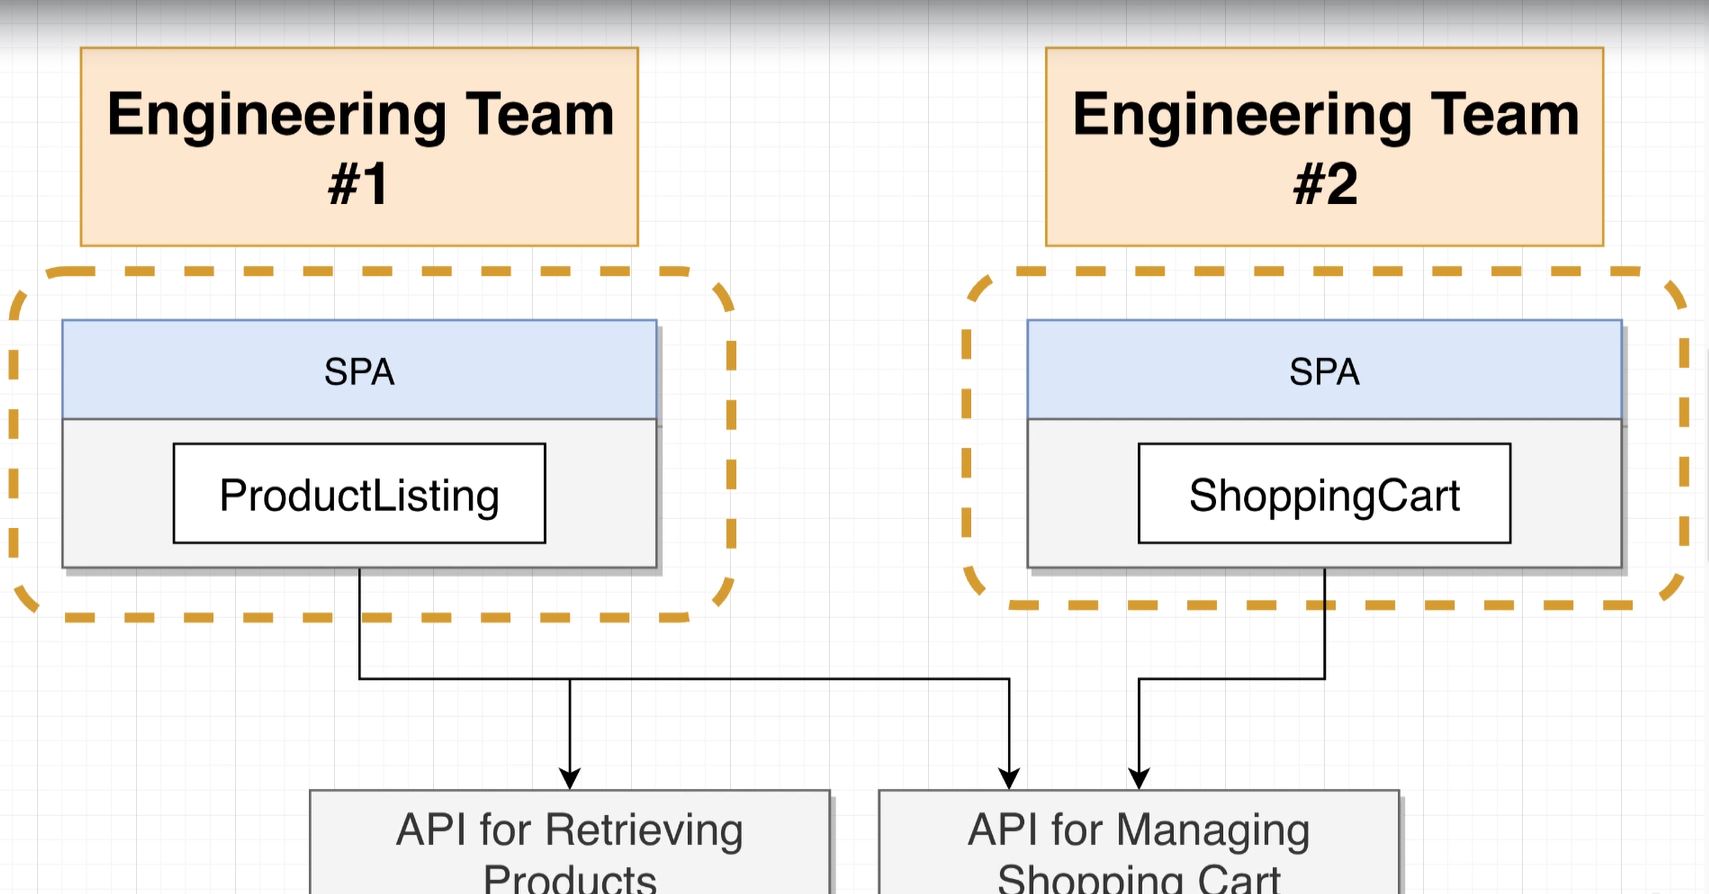 Engineering Team
#1
Engineering Team
#2
SPA
ProductListing
SPA
ShoppingCart
API for Retrieving
Products
API for Managing
Shopping Cart